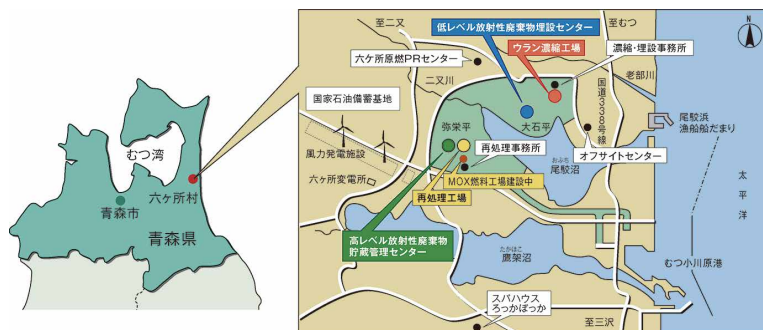 むつ湾
六ヶ所村
青森市
青森県
至二又
低レベル放射性廃棄物埋設センター
至むつ
ウラン濃縮工場
濃縮・埋設事務所
六ケ所原燃PRセンター
二又川
老部川
国道338号線
国家石油備蓄基地
尾駮浜
漁船船だまり
弥栄平
大石平
再処理事務所
オフサイトセンター
風力発電施設
おぶち
尾駮沼
六ケ所変電所
MOX燃料工場建設中
再処理工場
太平洋
高レベル放射性廃棄物
貯蔵管理センター
たかほこ
鷹架沼
むつ小川原港
スパハウス
ろっかぽっか
至三沢
N